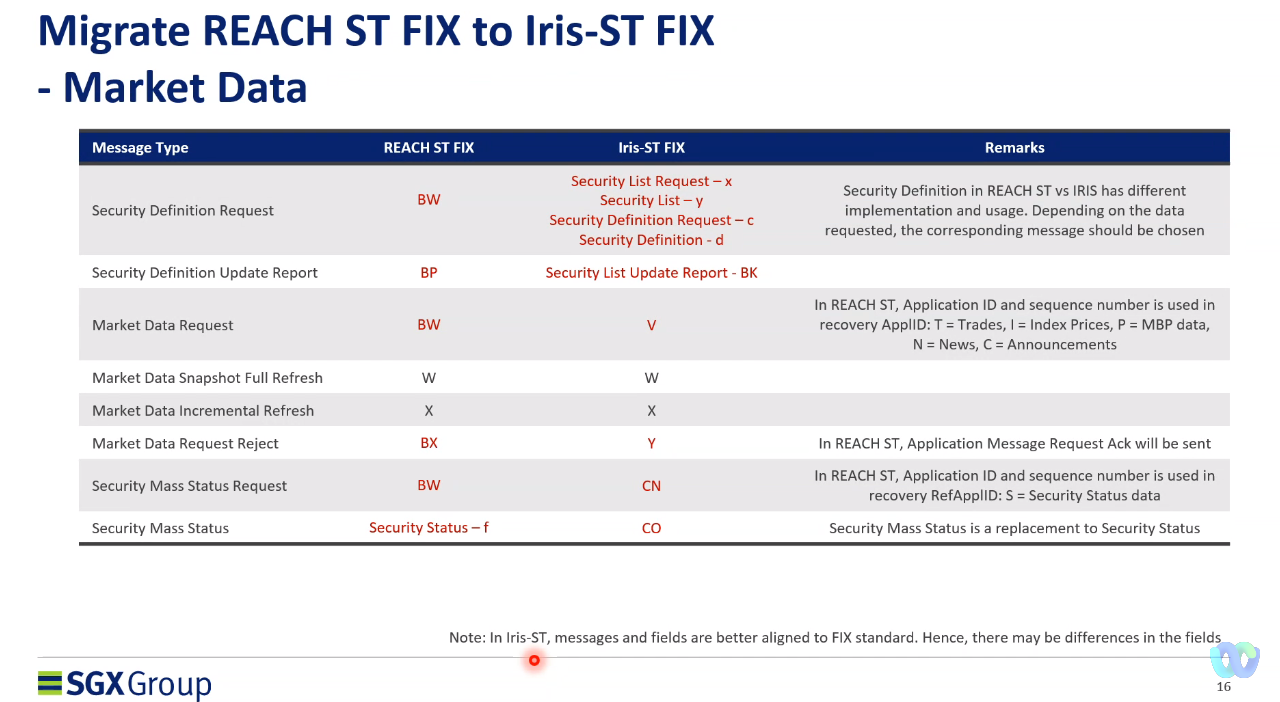 Migrate REACH ST FIX to Iris-ST FIX
- Market Data
Message Type REACH ST FIX Iris-ST FIX Remarks
Security Definition Request
BW
Security List Request – x
Security List – y
Security Definition Request – c
Security Definition - d
Security Definition in REACH ST vs IRIS has different
implementation and usage. Depending on the data
requested, the corresponding message should be chosen
Security Definition Update Report BP Security List Update Report - BK
Market Data Request BW V
In REACH ST, Application ID and sequence number is used in
recovery ApplID: T = Trades, I = Index Prices, P = MBP data,
N = News, C = Announcements
Market Data Snapshot Full Refresh W W
Market Data Incremental Refresh X X
Market Data Request Reject BX Y In REACH ST, Application Message Request Ack will be sent
Security Mass Status Request BW CN
In REACH ST, Application ID and sequence number is used in
recovery RefApplID: S = Security Status data
Security Mass Status Security Status – f CO Security Mass Status is a replacement to Security Status
Note: In Iris-ST, messages and fields are better aligned to FIX standard. Hence, there may be differences in the fields
SGXGroup
16